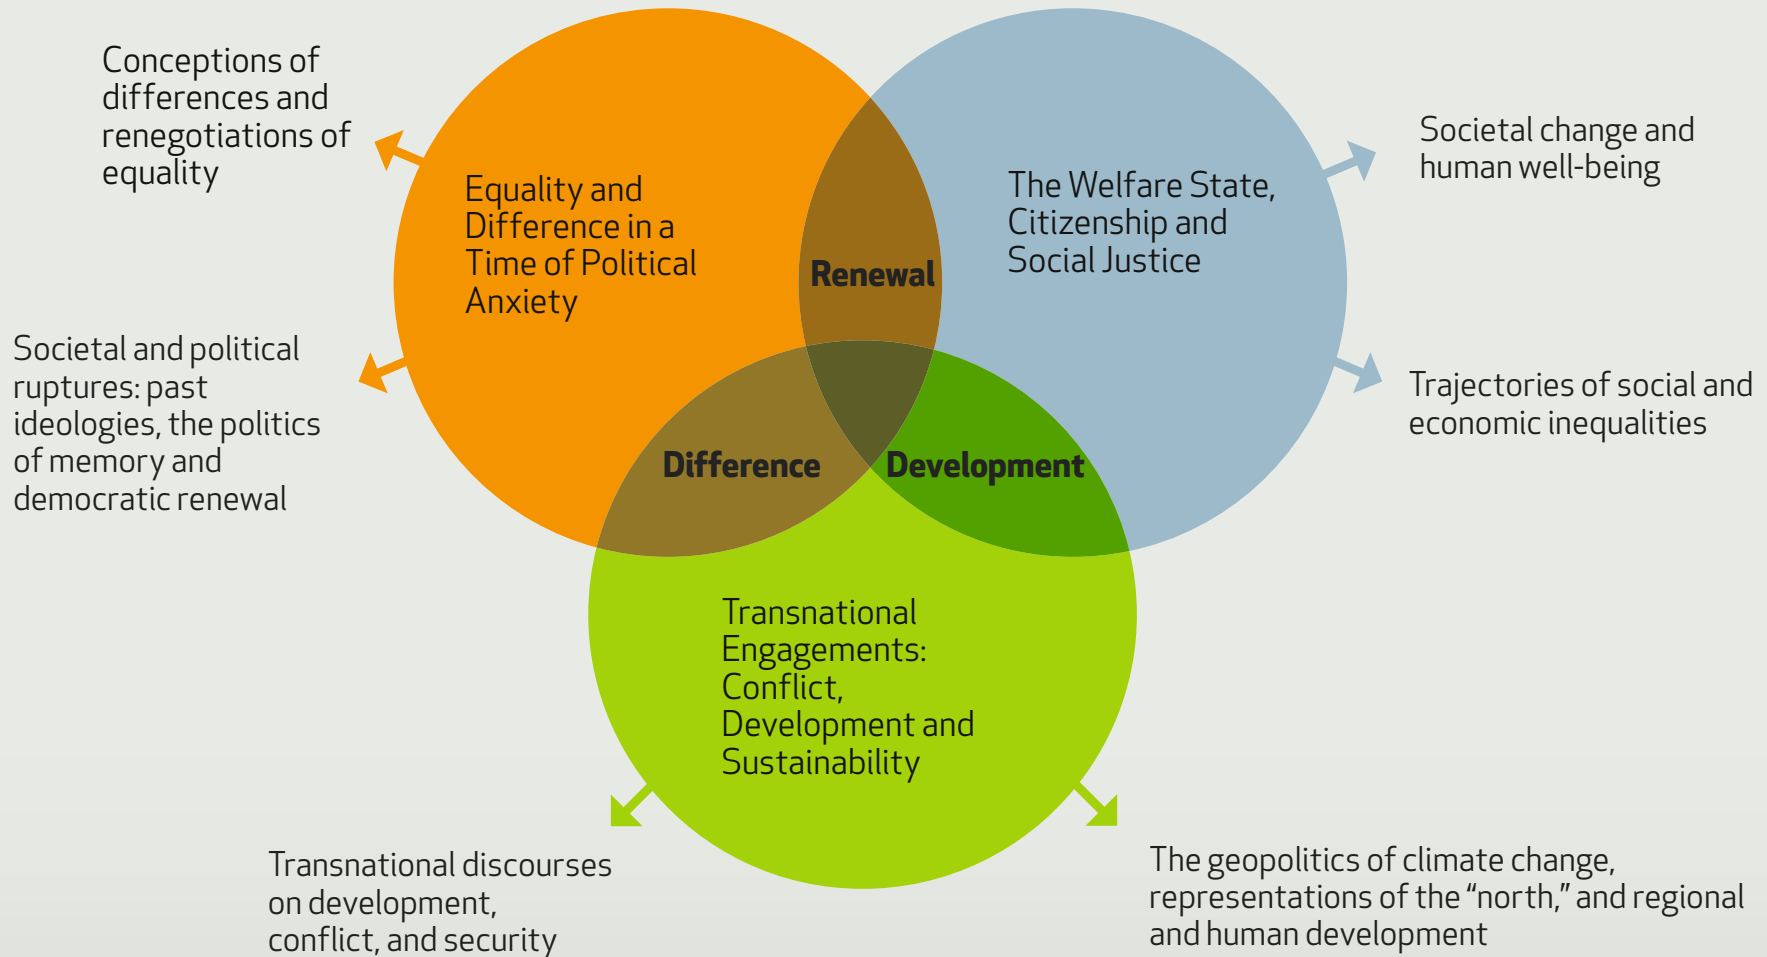 Conceptions of
differences and
renegotiations of
equality
Equality and
Difference in a
Time of Political
Anxiety
Renewal
The Welfare State,
Citizenship and
Social Justice
Societal change and
human well-being
Societal and political
ruptures: past
ideologies, the politics
of memory and
democratic renewal
Trajectories of social and
economic inequalities
Difference
Development
Transnational
Engagements:
Conflict,
Development and
Sustainability
Transnational discourses
on development,
conflict, and security
The geopolitics of climate change,
representations of the “north,” and regional
and human development